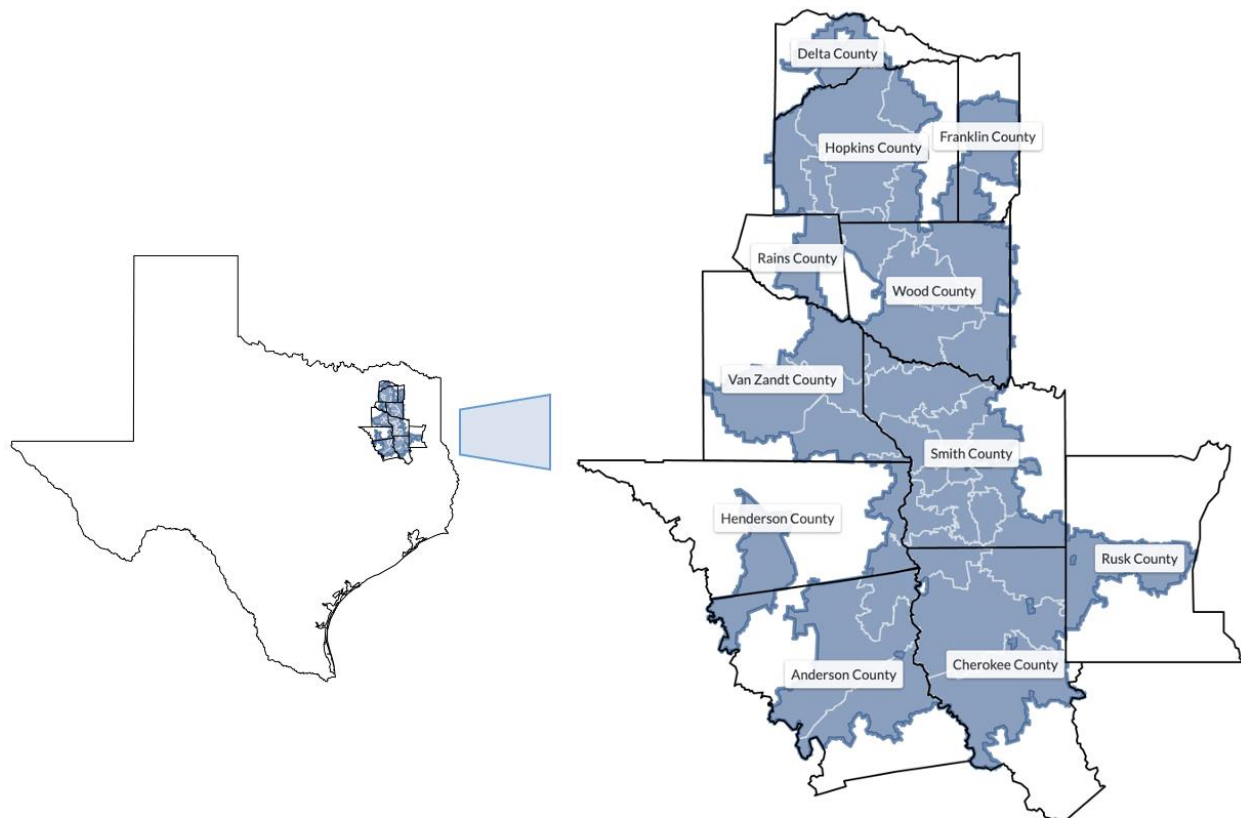 Delta County
Franklin County
Hopkins County
Rains County
Wood County
Van Zandt County
Smith County
Henderson County
Rusk County
Cherokee County
Anderson County